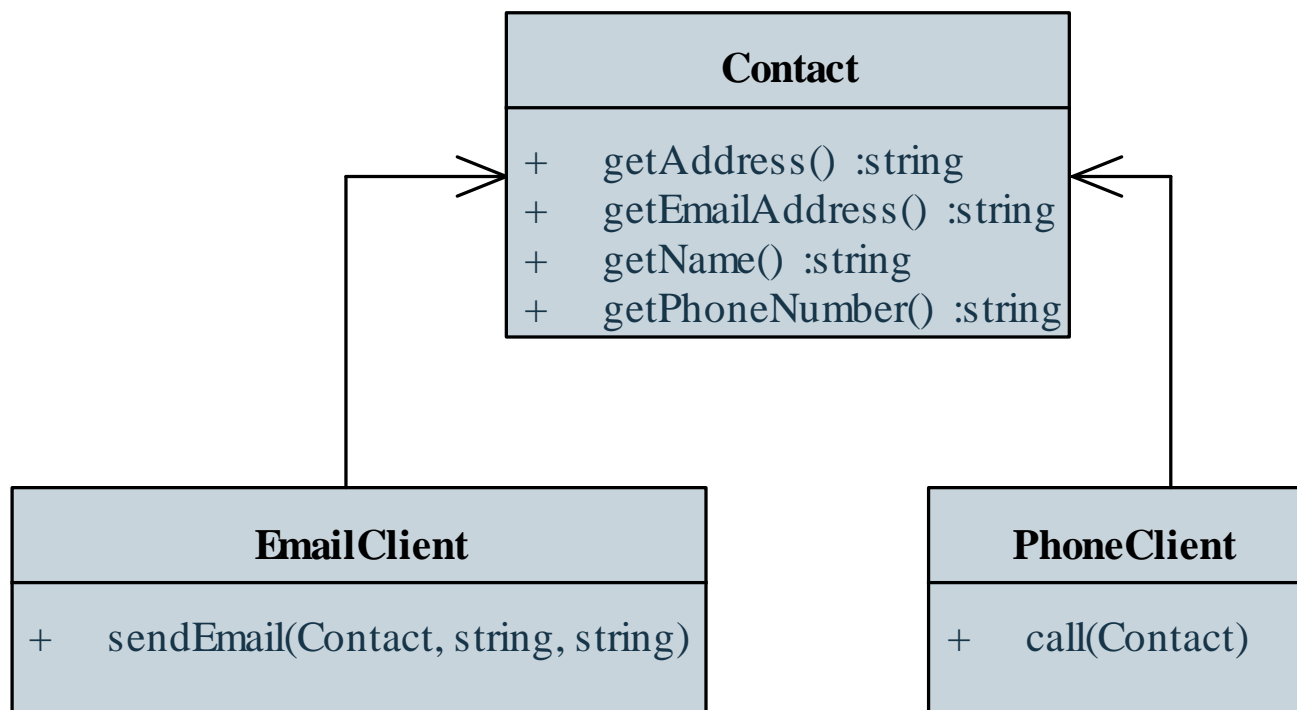 Contact
+ getAddress() :string
+ getEmailAddress() :string
+ getName() :string
+ getPhoneNumber() :string
EmailClient
+ sendEmail(Contact, string, string)
PhoneClient
+ call(Contact)